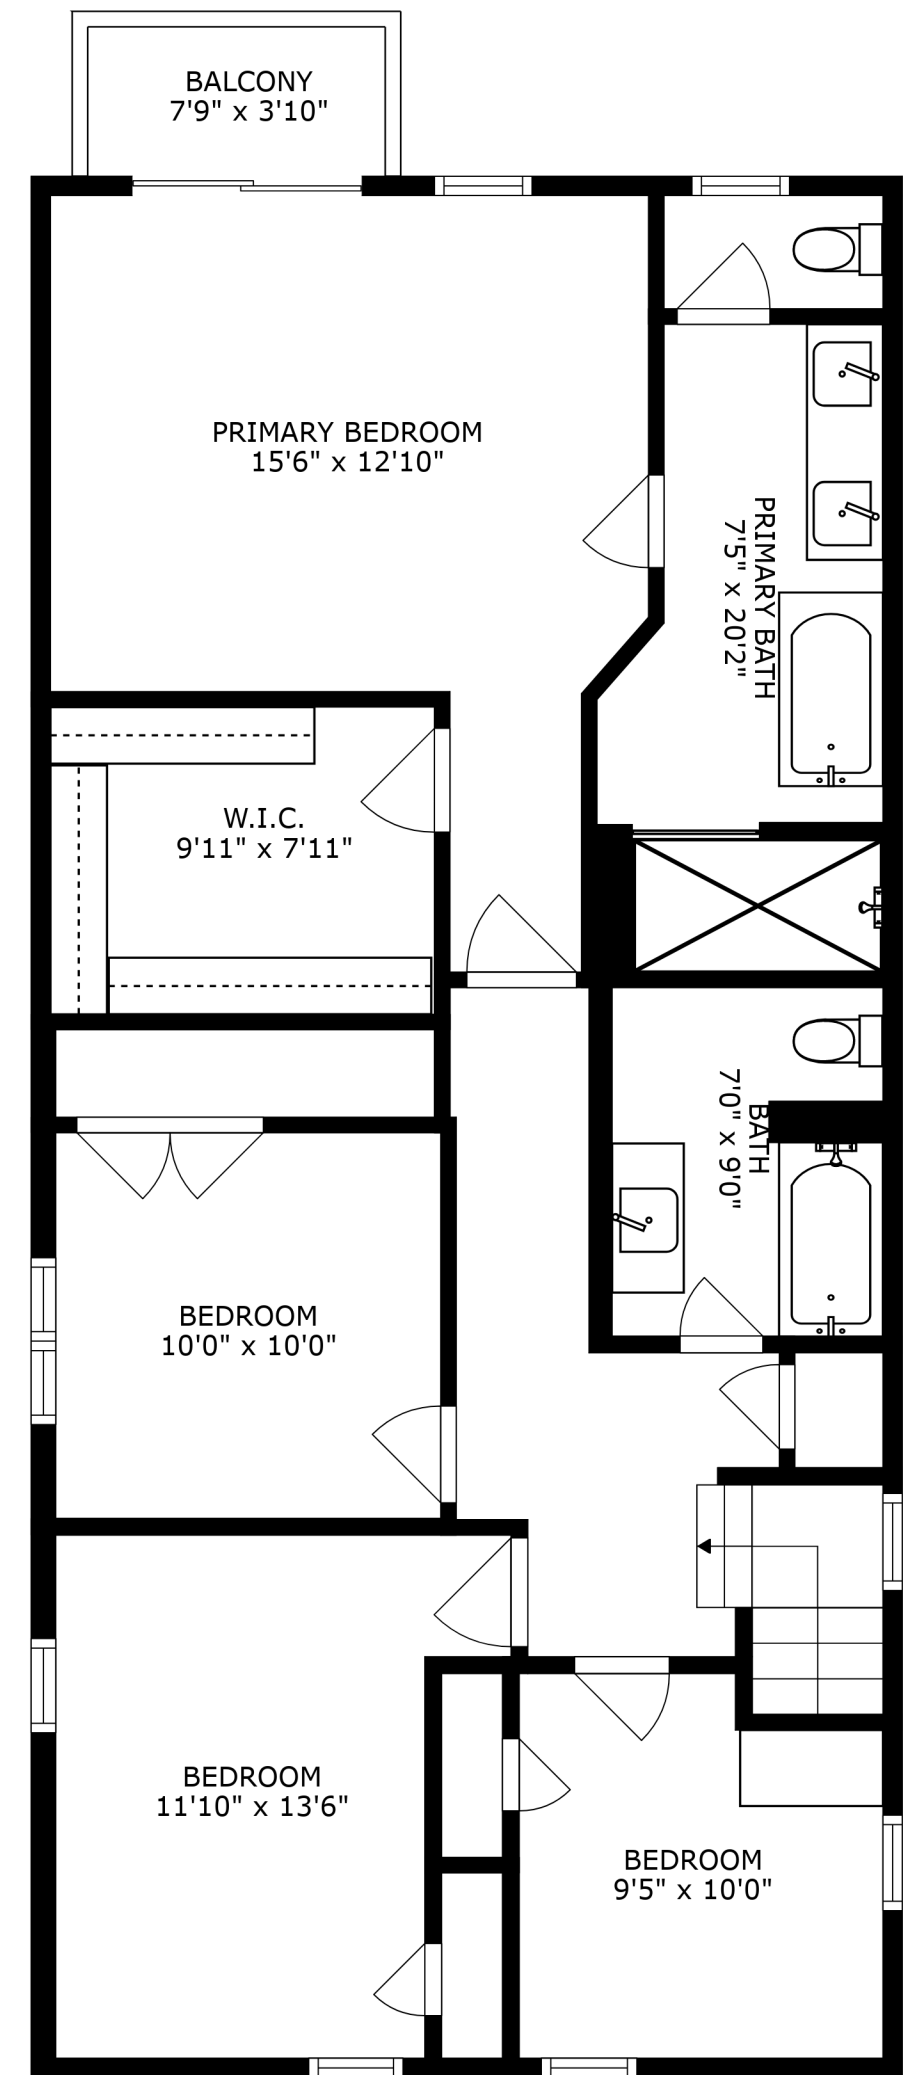 BALCONY
7'9" x 3'10"
PRIMARY BEDROOM
15'6" x 12'10"
PRIMARY BATH
7'5" x 20'2"
W.I.C.
9'11" x 7'11"
BATH
7'0" x 9'0"
BEDROOM
10'0" x 10'0"
BEDROOM
11'10" x 13'6"
BEDROOM
9'5" x 10'0"